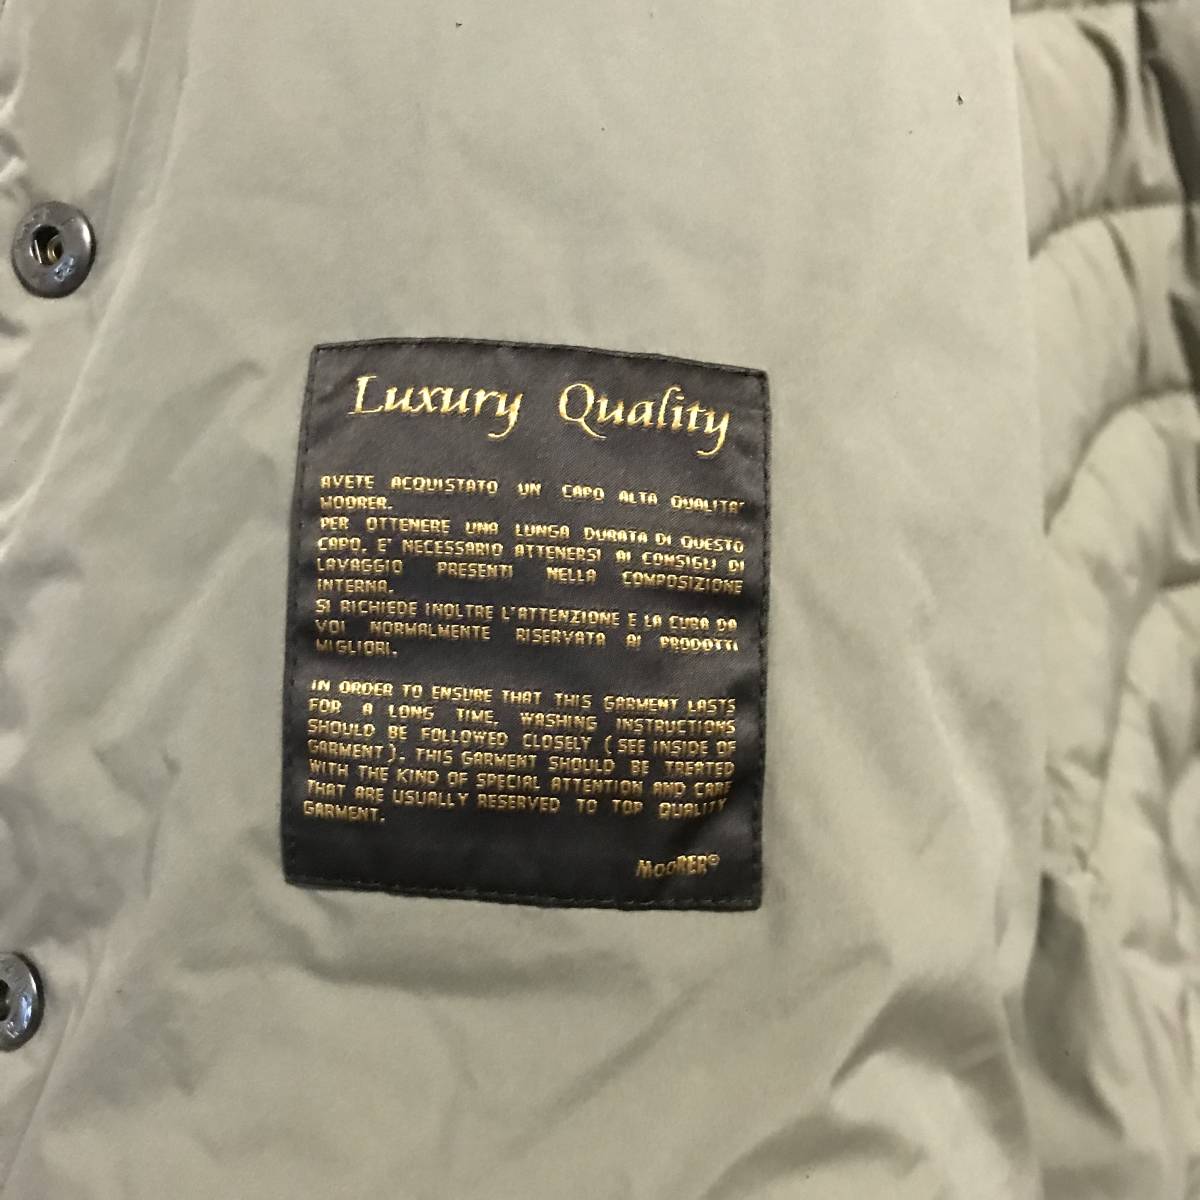 Luxury Quality
AVETE ACQUISTATO UN CAPO ALTA QUALITA'
MOORER.
PER OTTENERE UNA LUNGA DURATA DI QUESTO
CAPO, E' NECESSARIO ATTENERSI AI CONSIGLI DI
LAVAGGIO PRESENTI NELLA COMPOSIZIONE
INTERNA.
SI RICHIEDE INOLTRE L'ATTENZIONE E LA CURA DA
VOI NORMALMENTE RISERVATA AI PRODOTTI
MIGLIORI.
IN ORDER TO ENSURE THAT THIS GARMENT LASTS
FOR A LONG TIME, WASHING INSTRUCTIONS
SHOULD BE FOLLOWED CLOSELY (SEE INSIDE OF
GARMENT). THIS GARMENT SHOULD BE TREATED
WITH THE KIND OF SPECIAL ATTENTION AND CARE
THAT ARE USUALLY RESERVED TO TOP QUALITY
GARMENT.
MOORER©